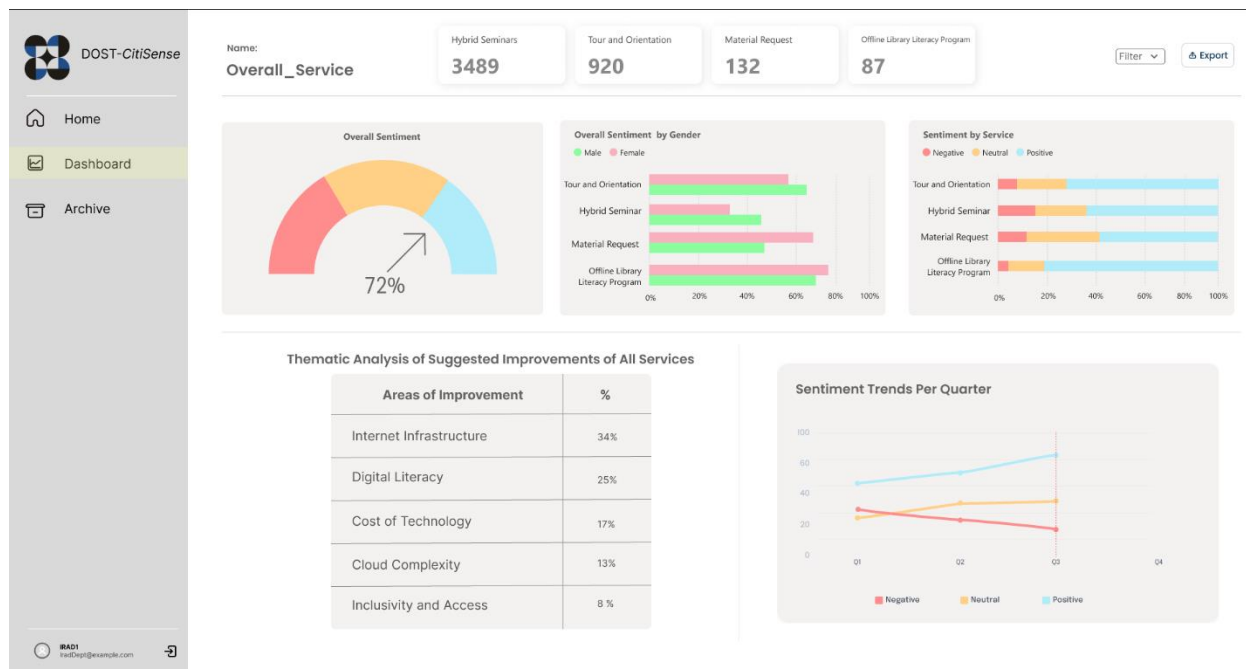 DOST-CitiSense
Home
Dashboard
Archive
IRAD1
iradDept@example.com
Name:
Overall_Service
Hybrid Seminars
3489
Tour and Orientation
920
Material Request
132
Offline Library Literacy Program
87
Filter
Export
Overall Sentiment
72%
Overall Sentiment by Gender
Male Female
Tour and Orientation
Hybrid Seminar
Material Request
Offline Library
Literacy Program
0% 20% 40% 60% 80% 100%
Sentiment by Service
Negative Neutral Positive
Tour and Orientation
Hybrid Seminar
Material Request
Offline Library
Literacy Program
0% 20% 40% 60% 80% 100%
Thematic Analysis of Suggested Improvements of All Services
Areas of Improvement %
Internet Infrastructure 34%
Digital Literacy 25%
Cost of Technology 17%
Cloud Complexity 13%
Inclusivity and Access 8 %
Sentiment Trends Per Quarter
100
60
40
20
0
Q1 Q2 Q3 Q4
Negative Neutral Positive